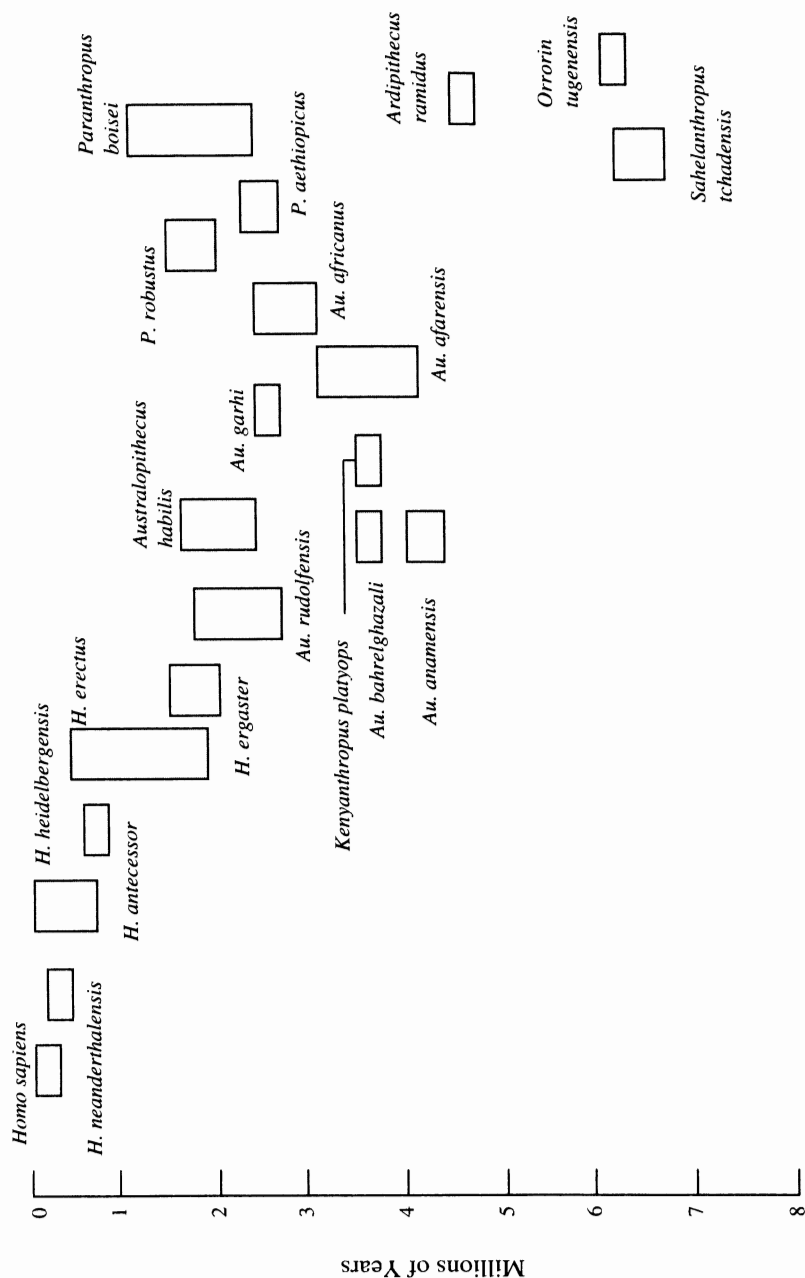 Homo sapiens
H. neanderthalensis
H. heidelbergensis
H. antecessor
H. erectus
H. ergaster
Au. rudolfensis
Australopithecus
habilis
Kenyanthropus platyops
Au. bahrelghazali
Au. anamensis
Au. garhi
Au. afarensis
Au. africanus
P. robustus
P. aethiopicus
Paranthropus
boisei
Ardipithecus
ramidus
Orrorin
tugenensis
Sahelanthropus
tchadensis
0
1
2
3
4
5
6
7
8
Millions of Years